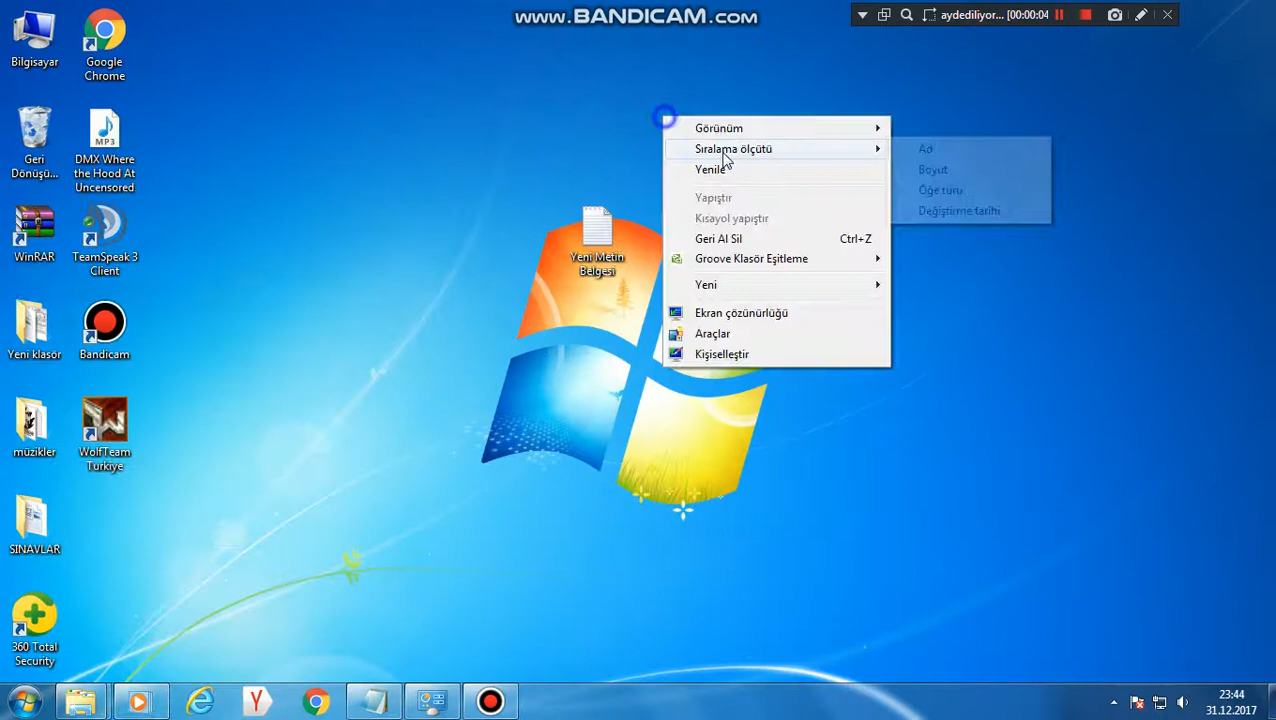 www.BANDICAM.com
aydediliyor... [00:00:04
Bilgisayar
Google
Chrome
Geri
Dönüşü...
MP3
DMX Where
the Hood At
Uncensored
WinRAR
TeamSpeak 3
Client
Yeni klasör
Bandicam
müzikler
WolfTeam
Türkiye
SINAVLAR
360 Total
Security
Yeni Metin
Belgesi
Görünüm
Sıralama ölçütü
Yenile
Yapıştır
Kısayol yapıştır
Geri Al Sil Ctrl+Z
Groove Klasör Eşitleme
Yeni
Ekran çözünürlüğü
Araçlar
Kişiselleştir
Ad
Boyut
Öğe türü
Değiştirme tarihi
23:44
31.12.2017